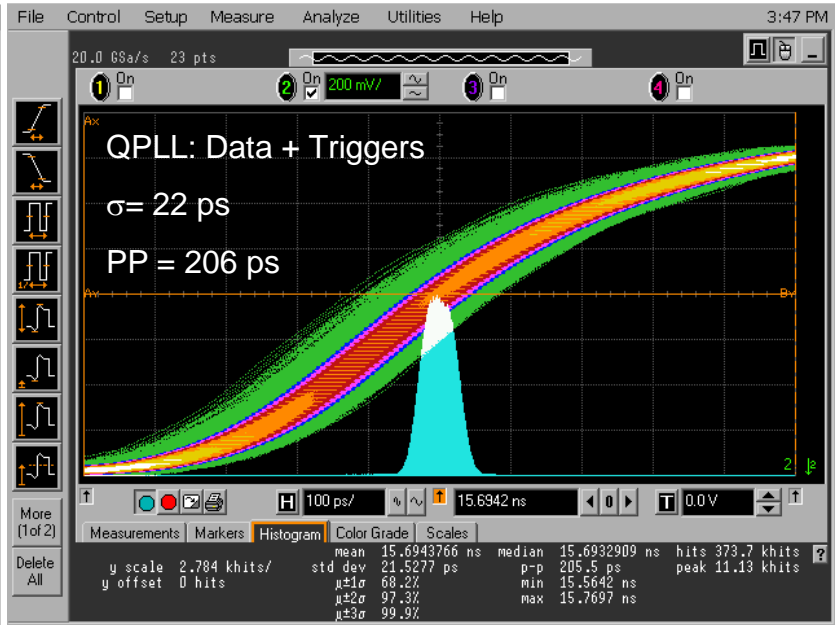 File Control Setup Measure Analyze Utilities Help 3:47 PM
20.0 GSa/s 23 pts
1 On 2 On 200 mV/ 3 On 4 On
Ax
QPLL: Data + Triggers
σ= 22 ps
PP = 206 ps
Ay By
2 2
More
(1of 2)
Delete
All
H 100 ps/ T 15.6942 ns 0 T 0.0 V
Measurements Markers Histogram Color Grade Scales
mean 15.6943766 ns median 15.6932909 ns hits 373.7 khits ?
y scale 2.784 khits/ std dev 21.5277 ps p-p 205.5 ps peak 11.13 khits
y offset 0 hits μ±1σ 68.2% min 15.5642 ns
μ±2σ 97.3% max 15.7697 ns
μ±3σ 99.9%